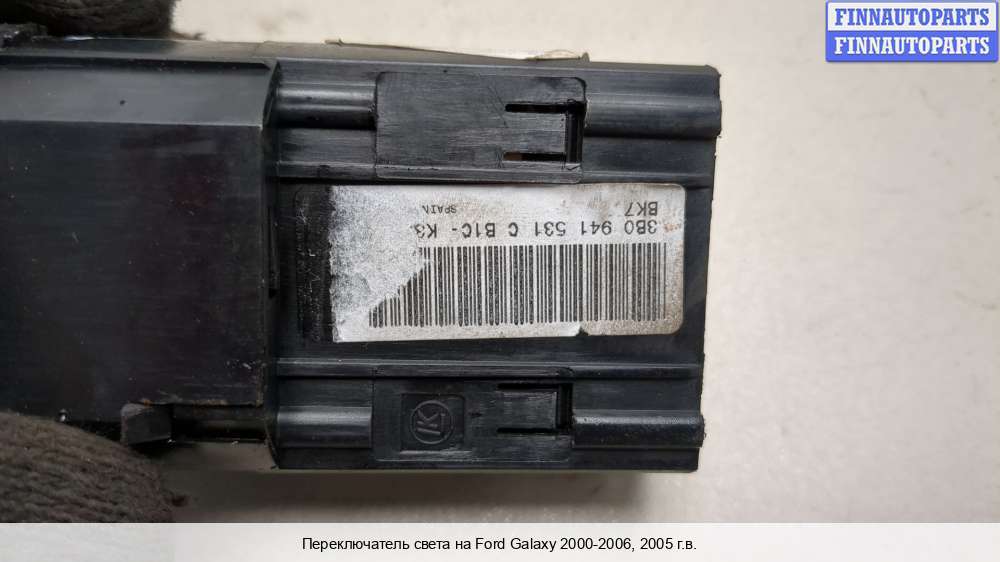 FINNAUTOPARTS
FINNAUTOPARTS
3B0 941 531 C B1C- K3
BK7
SPAIN
K
Переключатель света на Ford Galaxy 2000-2006, 2005 г.в.